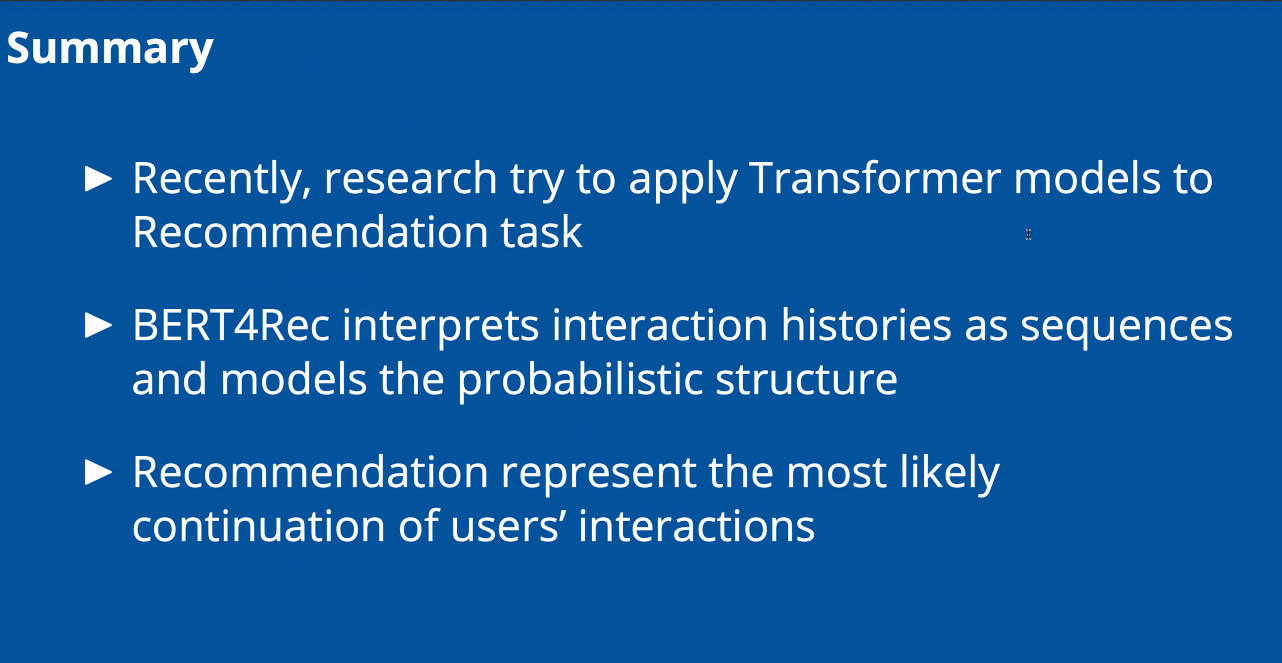 Summary
► Recently, research try to apply Transformer models to
Recommendation task
► BERT4Rec interprets interaction histories as sequences
and models the probabilistic structure
► Recommendation represent the most likely
continuation of users’ interactions